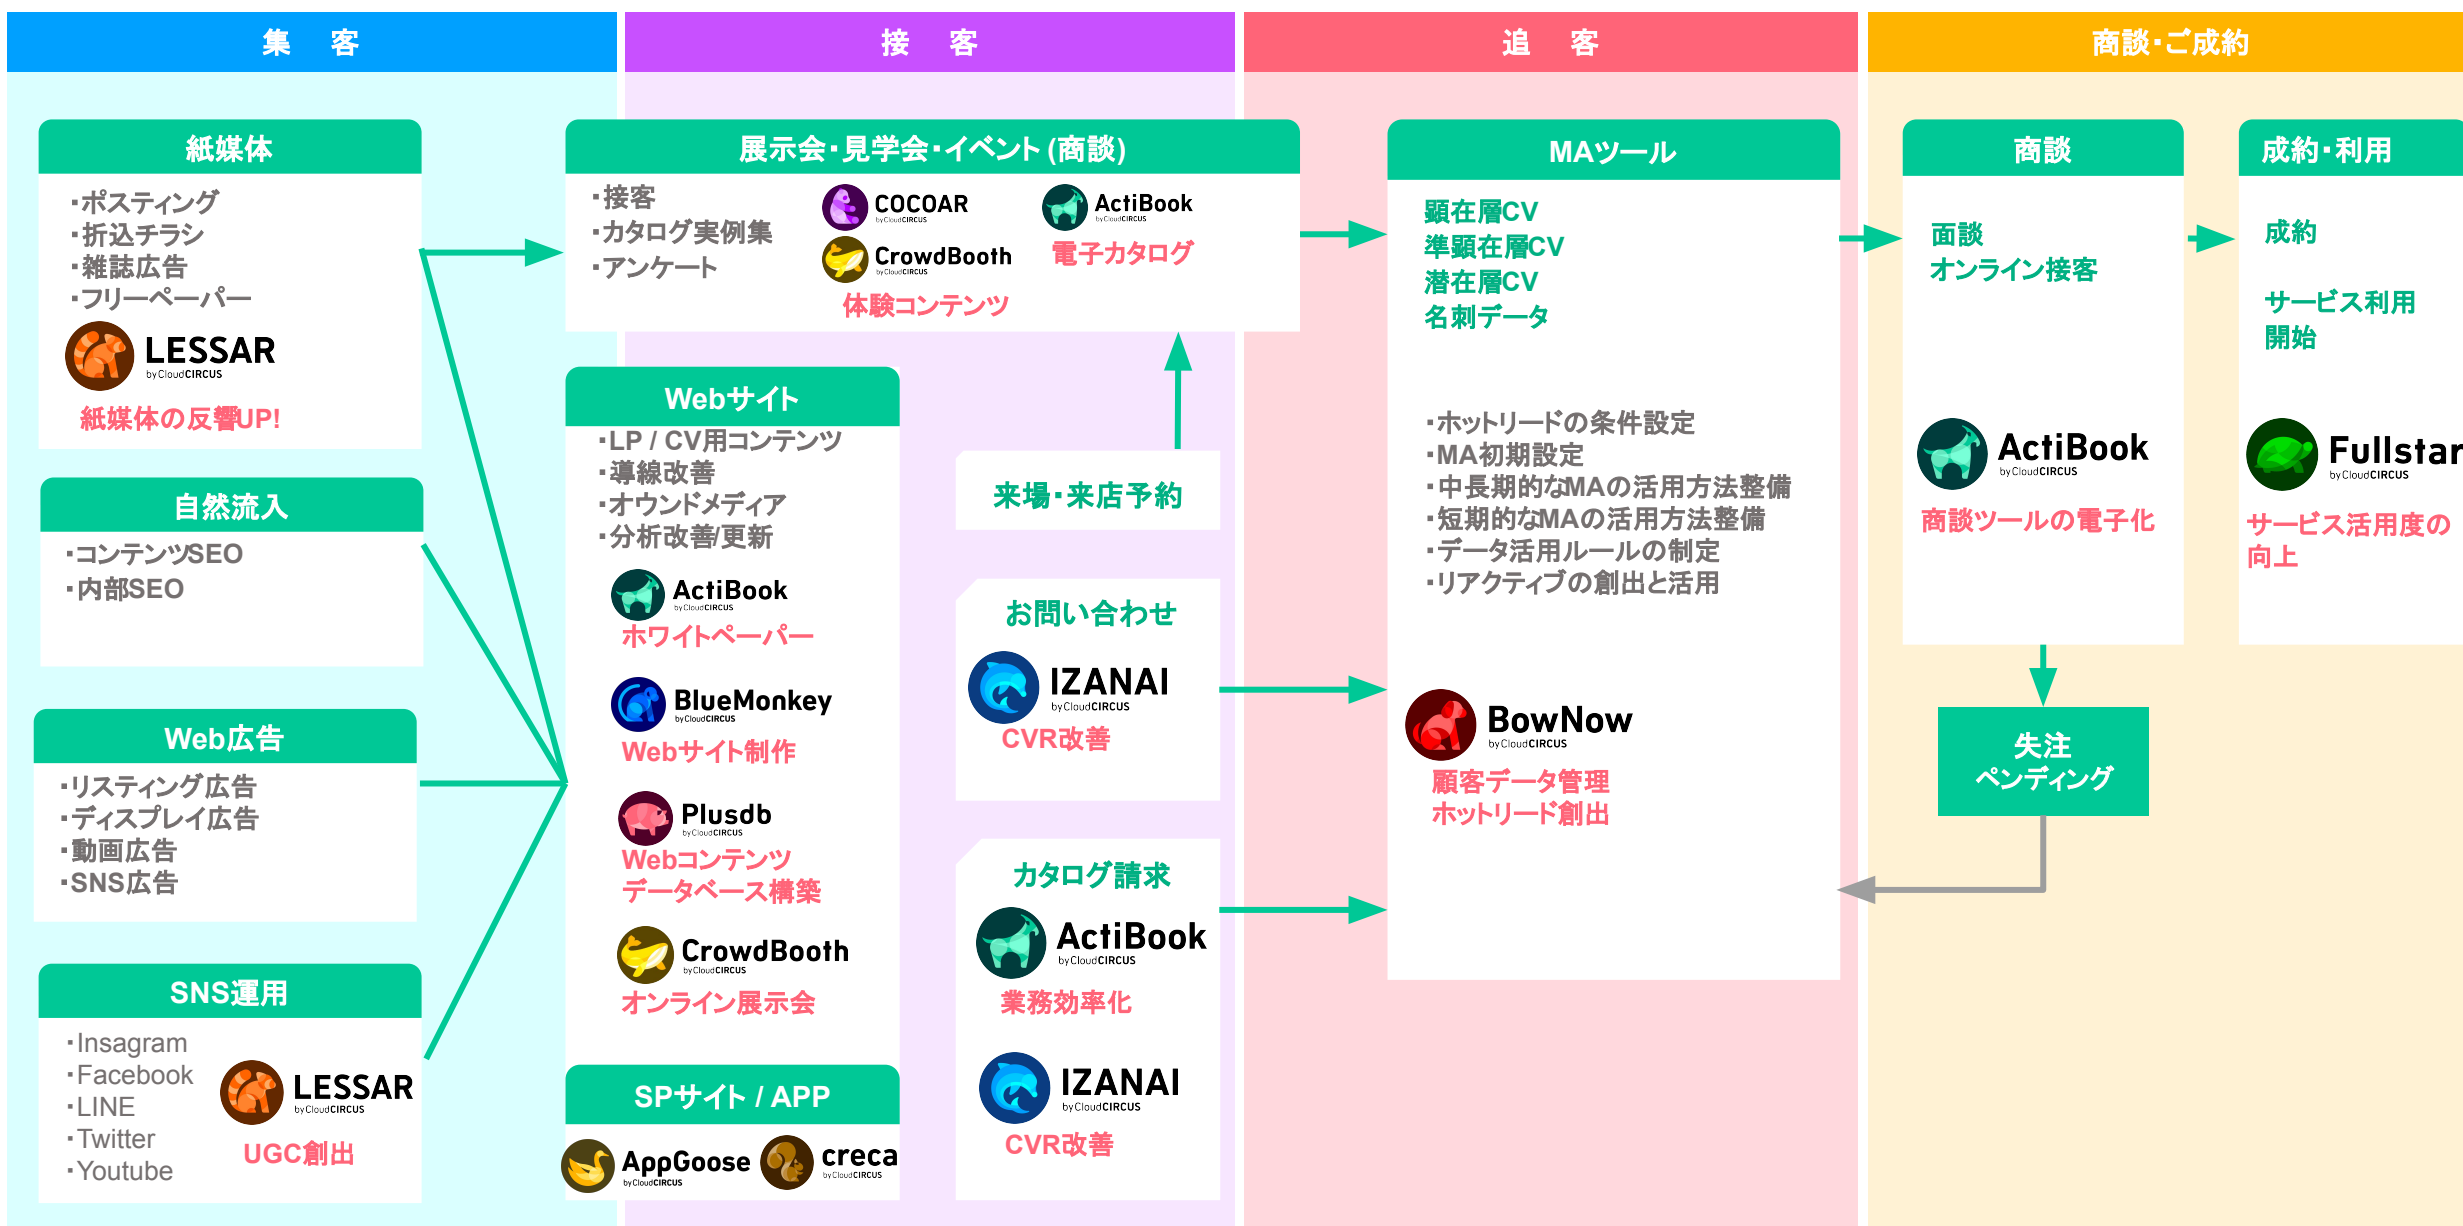 集 客
紙媒体
・ポスティング
・折込チラシ
・雑誌広告
・フリーペーパー
LESSAR
by CloudCIRCUS
紙媒体の反響UP!
自然流入
・コンテンツSEO
・内部SEO
Web広告
・リスティング広告
・ディスプレイ広告
・動画広告
・SNS広告
SNS運用
・Insagram
・Facebook
・LINE
・Twitter
・Youtube
LESSAR
by CloudCIRCUS
UGC創出
接 客
展示会・見学会・イベント (商談)
・接客
・カタログ実例集
・アンケート
COCOAR
by CloudCIRCUS
CrowdBooth
by CloudCIRCUS
体験コンテンツ
ActiBook
by CloudCIRCUS
電子カタログ
Webサイト
・LP / CV用コンテンツ
・導線改善
・オウンドメディア
・分析改善/更新
ActiBook
by CloudCIRCUS
ホワイトペーパー
BlueMonkey
by CloudCIRCUS
Webサイト制作
Plusdb
by CloudCIRCUS
Webコンテンツ
データベース構築
CrowdBooth
by CloudCIRCUS
オンライン展示会
SPサイト / APP
AppGoose
by CloudCIRCUS
creca
by CloudCIRCUS
来場・来店予約
お問い合わせ
IZANAI
by CloudCIRCUS
CVR改善
カタログ請求
ActiBook
by CloudCIRCUS
業務効率化
IZANAI
by CloudCIRCUS
CVR改善
追 客
MAツール
顕在層CV
準顕在層CV
潜在層CV
名刺データ
・ホットリードの条件設定
・MA初期設定
・中長期的なMAの活用方法整備
・短期的なMAの活用方法整備
・データ活用ルールの制定
・リアクティブの創出と活用
BowNow
by CloudCIRCUS
顧客データ管理
ホットリード創出
商談・ご成約
商談
面談
オンライン接客
ActiBook
by CloudCIRCUS
商談ツールの電子化
失注
ペンディング
成約・利用
成約
サービス利用
開始
Fullstar
by CloudCIRCUS
サービス活用度の
向上